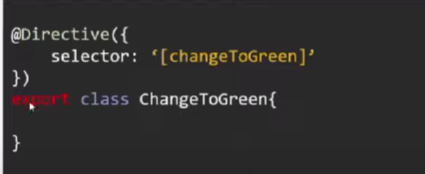 @Directive({
selector: ‘[changeToGreen]’
})
export class ChangeToGreen{
}